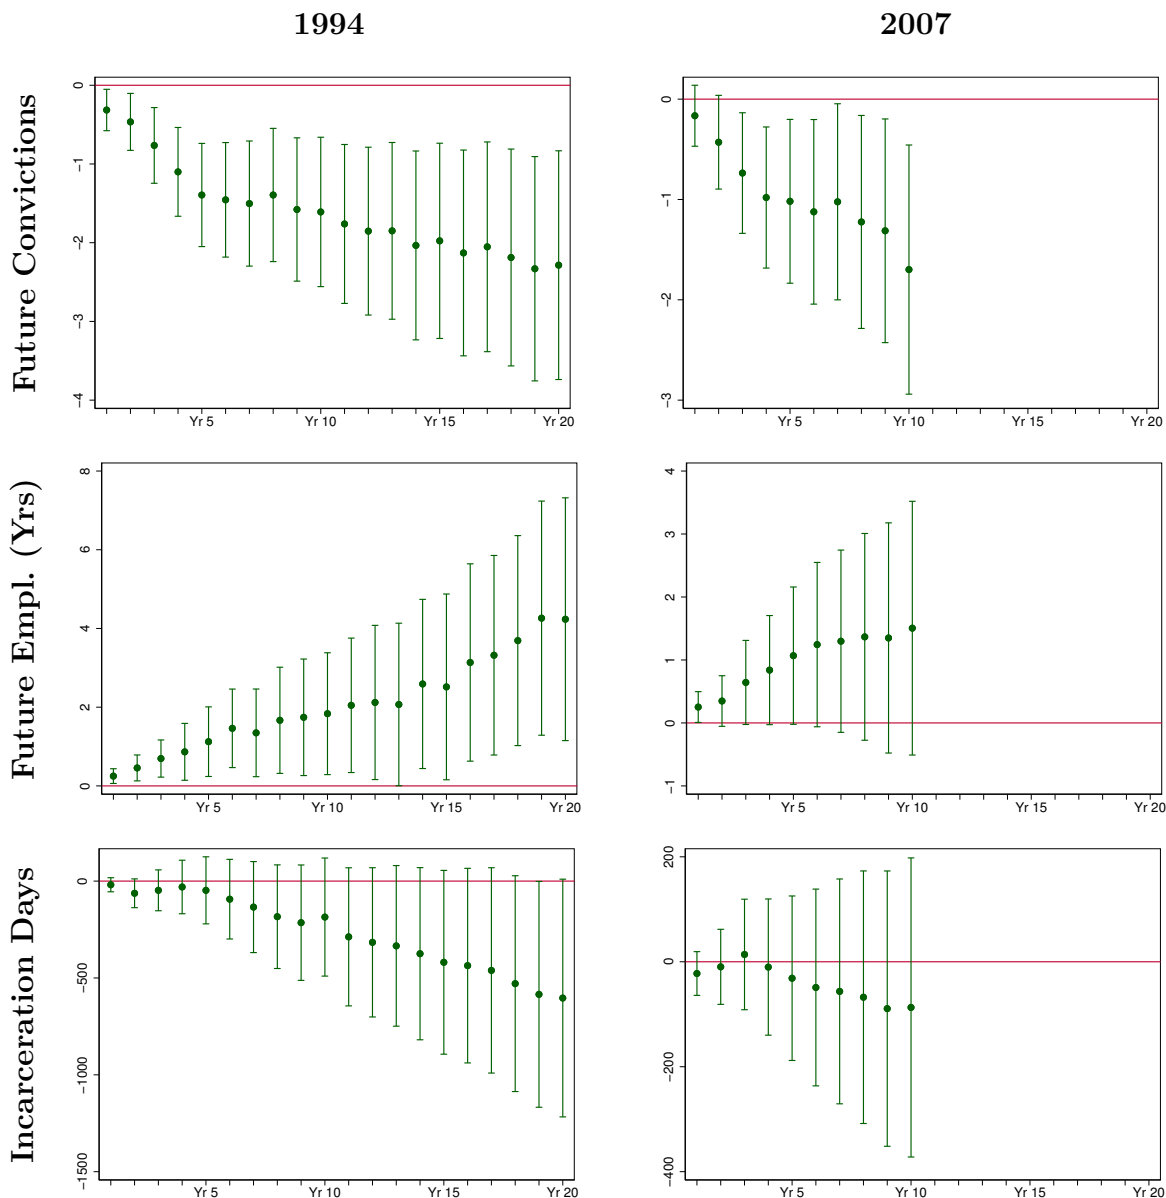 1994
2007
Future Convictions
0
−1
−2
−3
−4
Yr 5
Yr 10
Yr 15
Yr 20
0
−1
−2
−3
Yr 5
Yr 10
Yr 15
Yr 20
Future Empl. (Yrs)
8
6
4
2
0
Yr 5
Yr 10
Yr 15
Yr 20
4
3
2
1
0
−1
Yr 5
Yr 10
Yr 15
Yr 20
Incarceration Days
0
−500
−1000
−1500
Yr 5
Yr 10
Yr 15
Yr 20
200
0
−200
−400
Yr 5
Yr 10
Yr 15
Yr 20